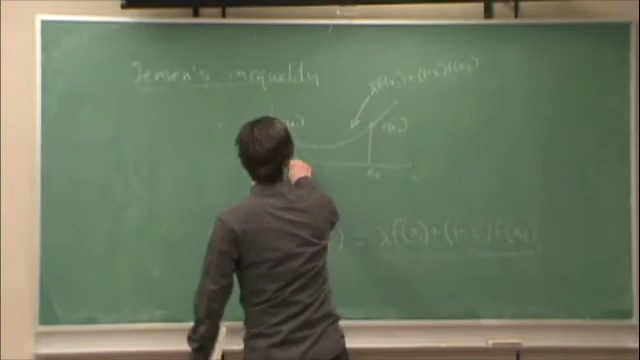 Jensen's inequality
λf(x₁) + (1-λ)f(x₂)
f(x₂)
x₂
) = λf(x₁) + (1-λ) f(x₂)